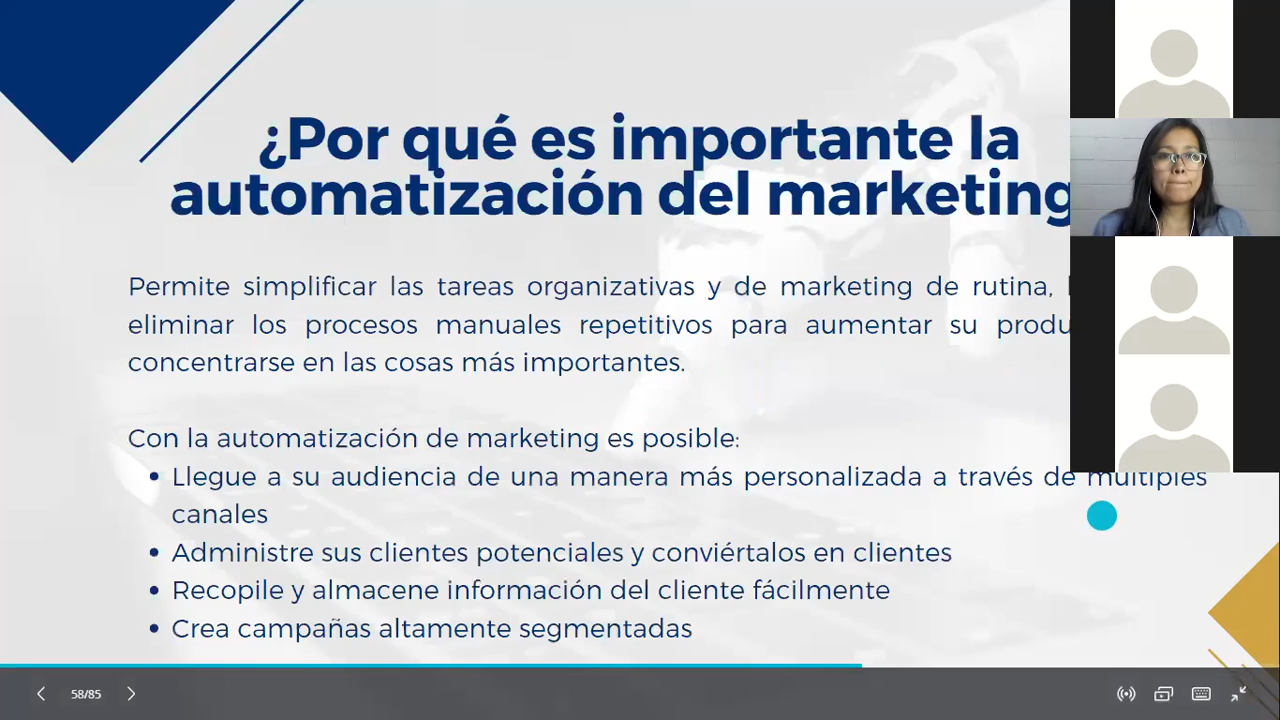 ¿Por qué es importante la
automatización del marketing
Permite simplificar las tareas organizativas y de marketing de rutina,
eliminar los procesos manuales repetitivos para aumentar su
concentrarse en las cosas más importantes.
Con la automatización de marketing es posible:
• Llegue a su audiencia de una manera más personalizada a través de múltiples
canales
• Administre sus clientes potenciales y conviértalos en clientes
• Recopile y almacene información del cliente fácilmente
• Crea campañas altamente segmentadas
58/85